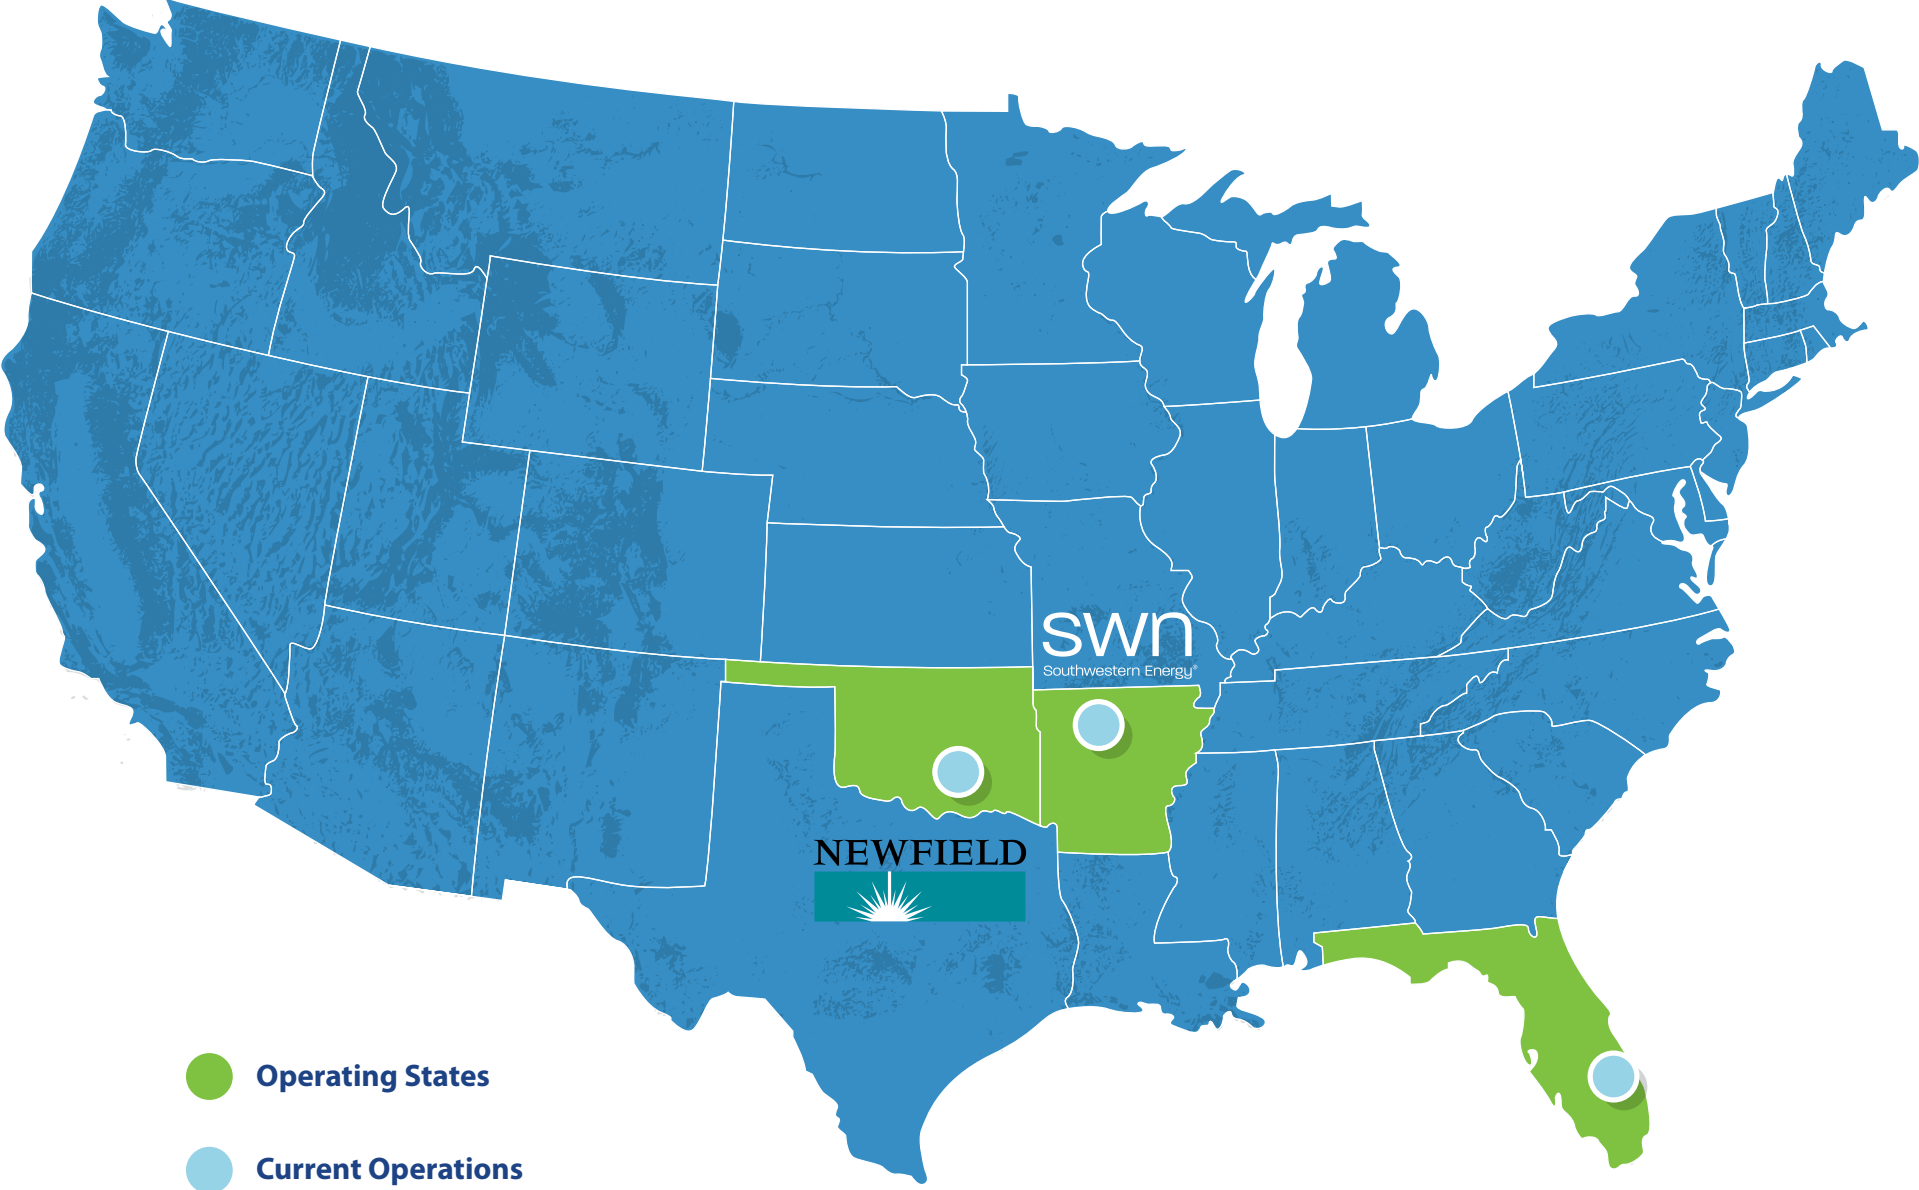 swn
Southwestern Energy®
NEWFIELD
Operating States
Current Operations